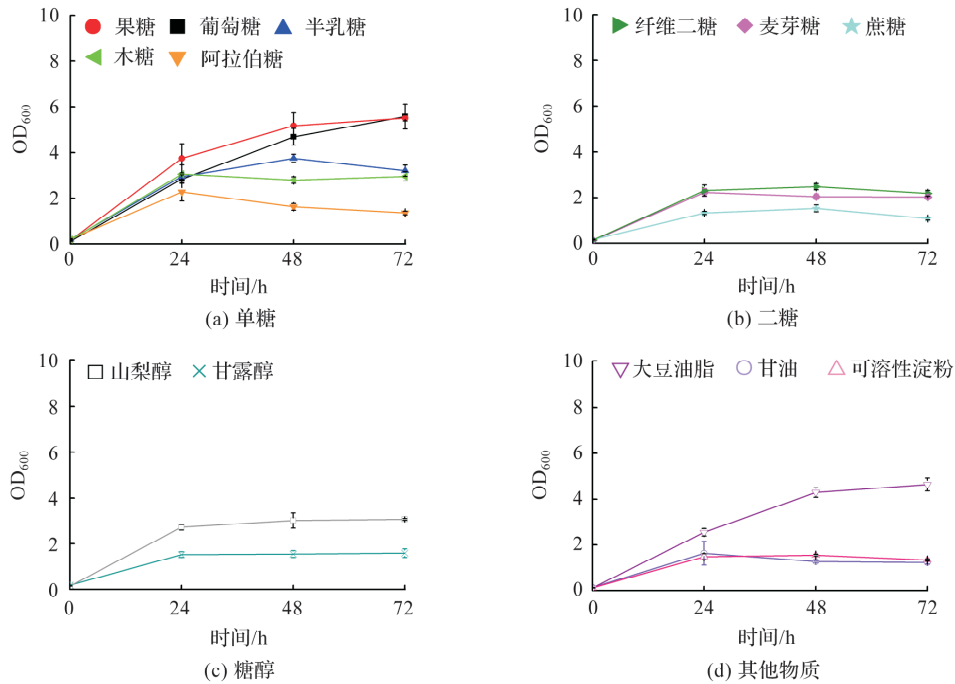 果糖 葡萄糖 半乳糖
木糖 阿拉伯糖
OD600
10
8
6
4
2
0
0 24 48 72
时间/h
(a) 单糖
纤维二糖 麦芽糖 蔗糖
OD600
10
8
6
4
2
0
0 24 48 72
时间/h
(b) 二糖
山梨醇 甘露醇
OD600
10
8
6
4
2
0
0 24 48 72
时间/h
(c) 糖醇
大豆油脂 甘油 可溶性淀粉
OD600
10
8
6
4
2
0
0 24 48 72
时间/h
(d) 其他物质